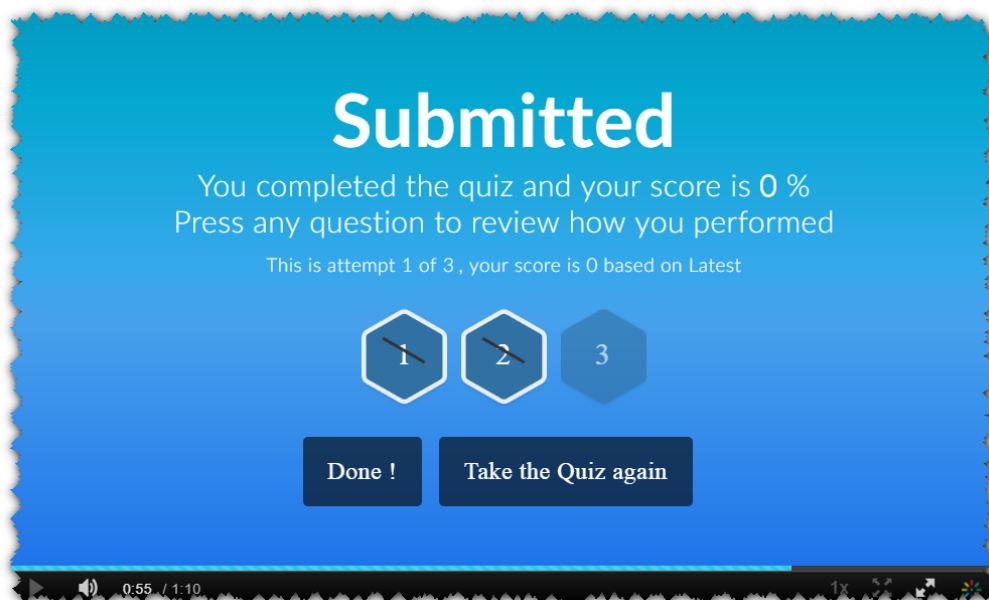 Submitted
You completed the quiz and your score is 0 %
Press any question to review how you performed
This is attempt 1 of 3 , your score is 0 based on Latest
1 2 3
Done ! Take the Quiz again
0:55 / 1:10 1x